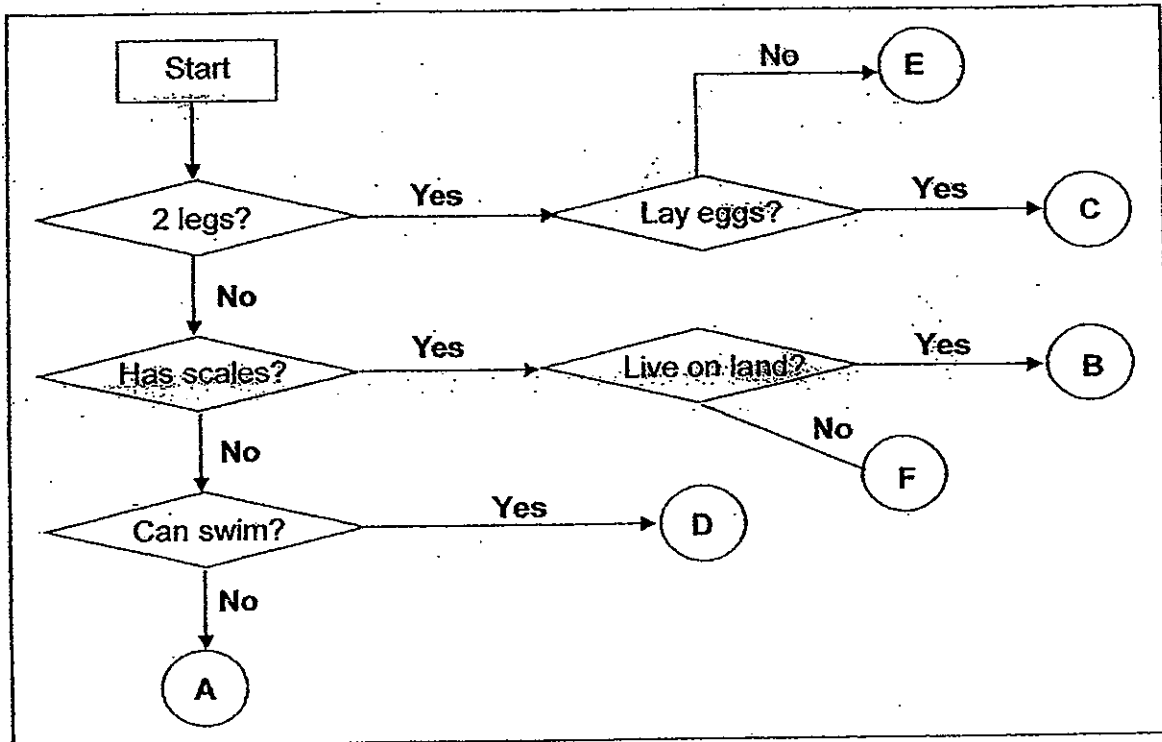 Start
No
E
2 legs?
Yes
Lay eggs?
Yes
C
No
Has scales?
Yes
Live on land?
Yes
B
No
No
F
Can swim?
Yes
D
No
A